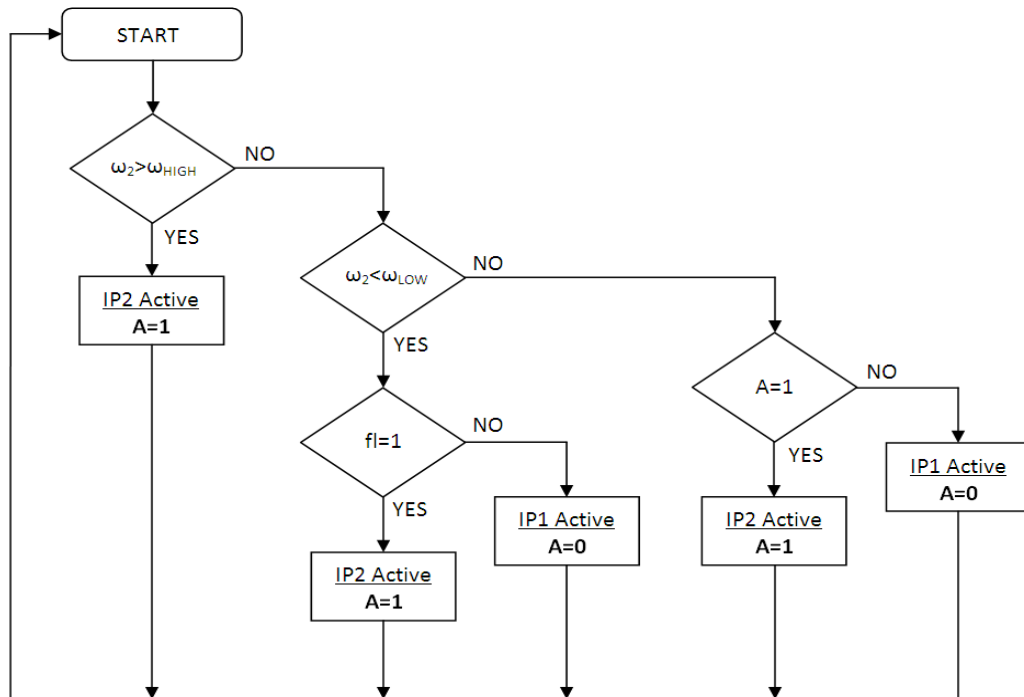 START
ω₂>ωHIGH
NO
YES
IP2 Active
A=1
ω₂<ωLOW
NO
YES
fl=1
NO
YES
IP2 Active
A=1
IP1 Active
A=0
A=1
NO
YES
IP2 Active
A=1
IP1 Active
A=0